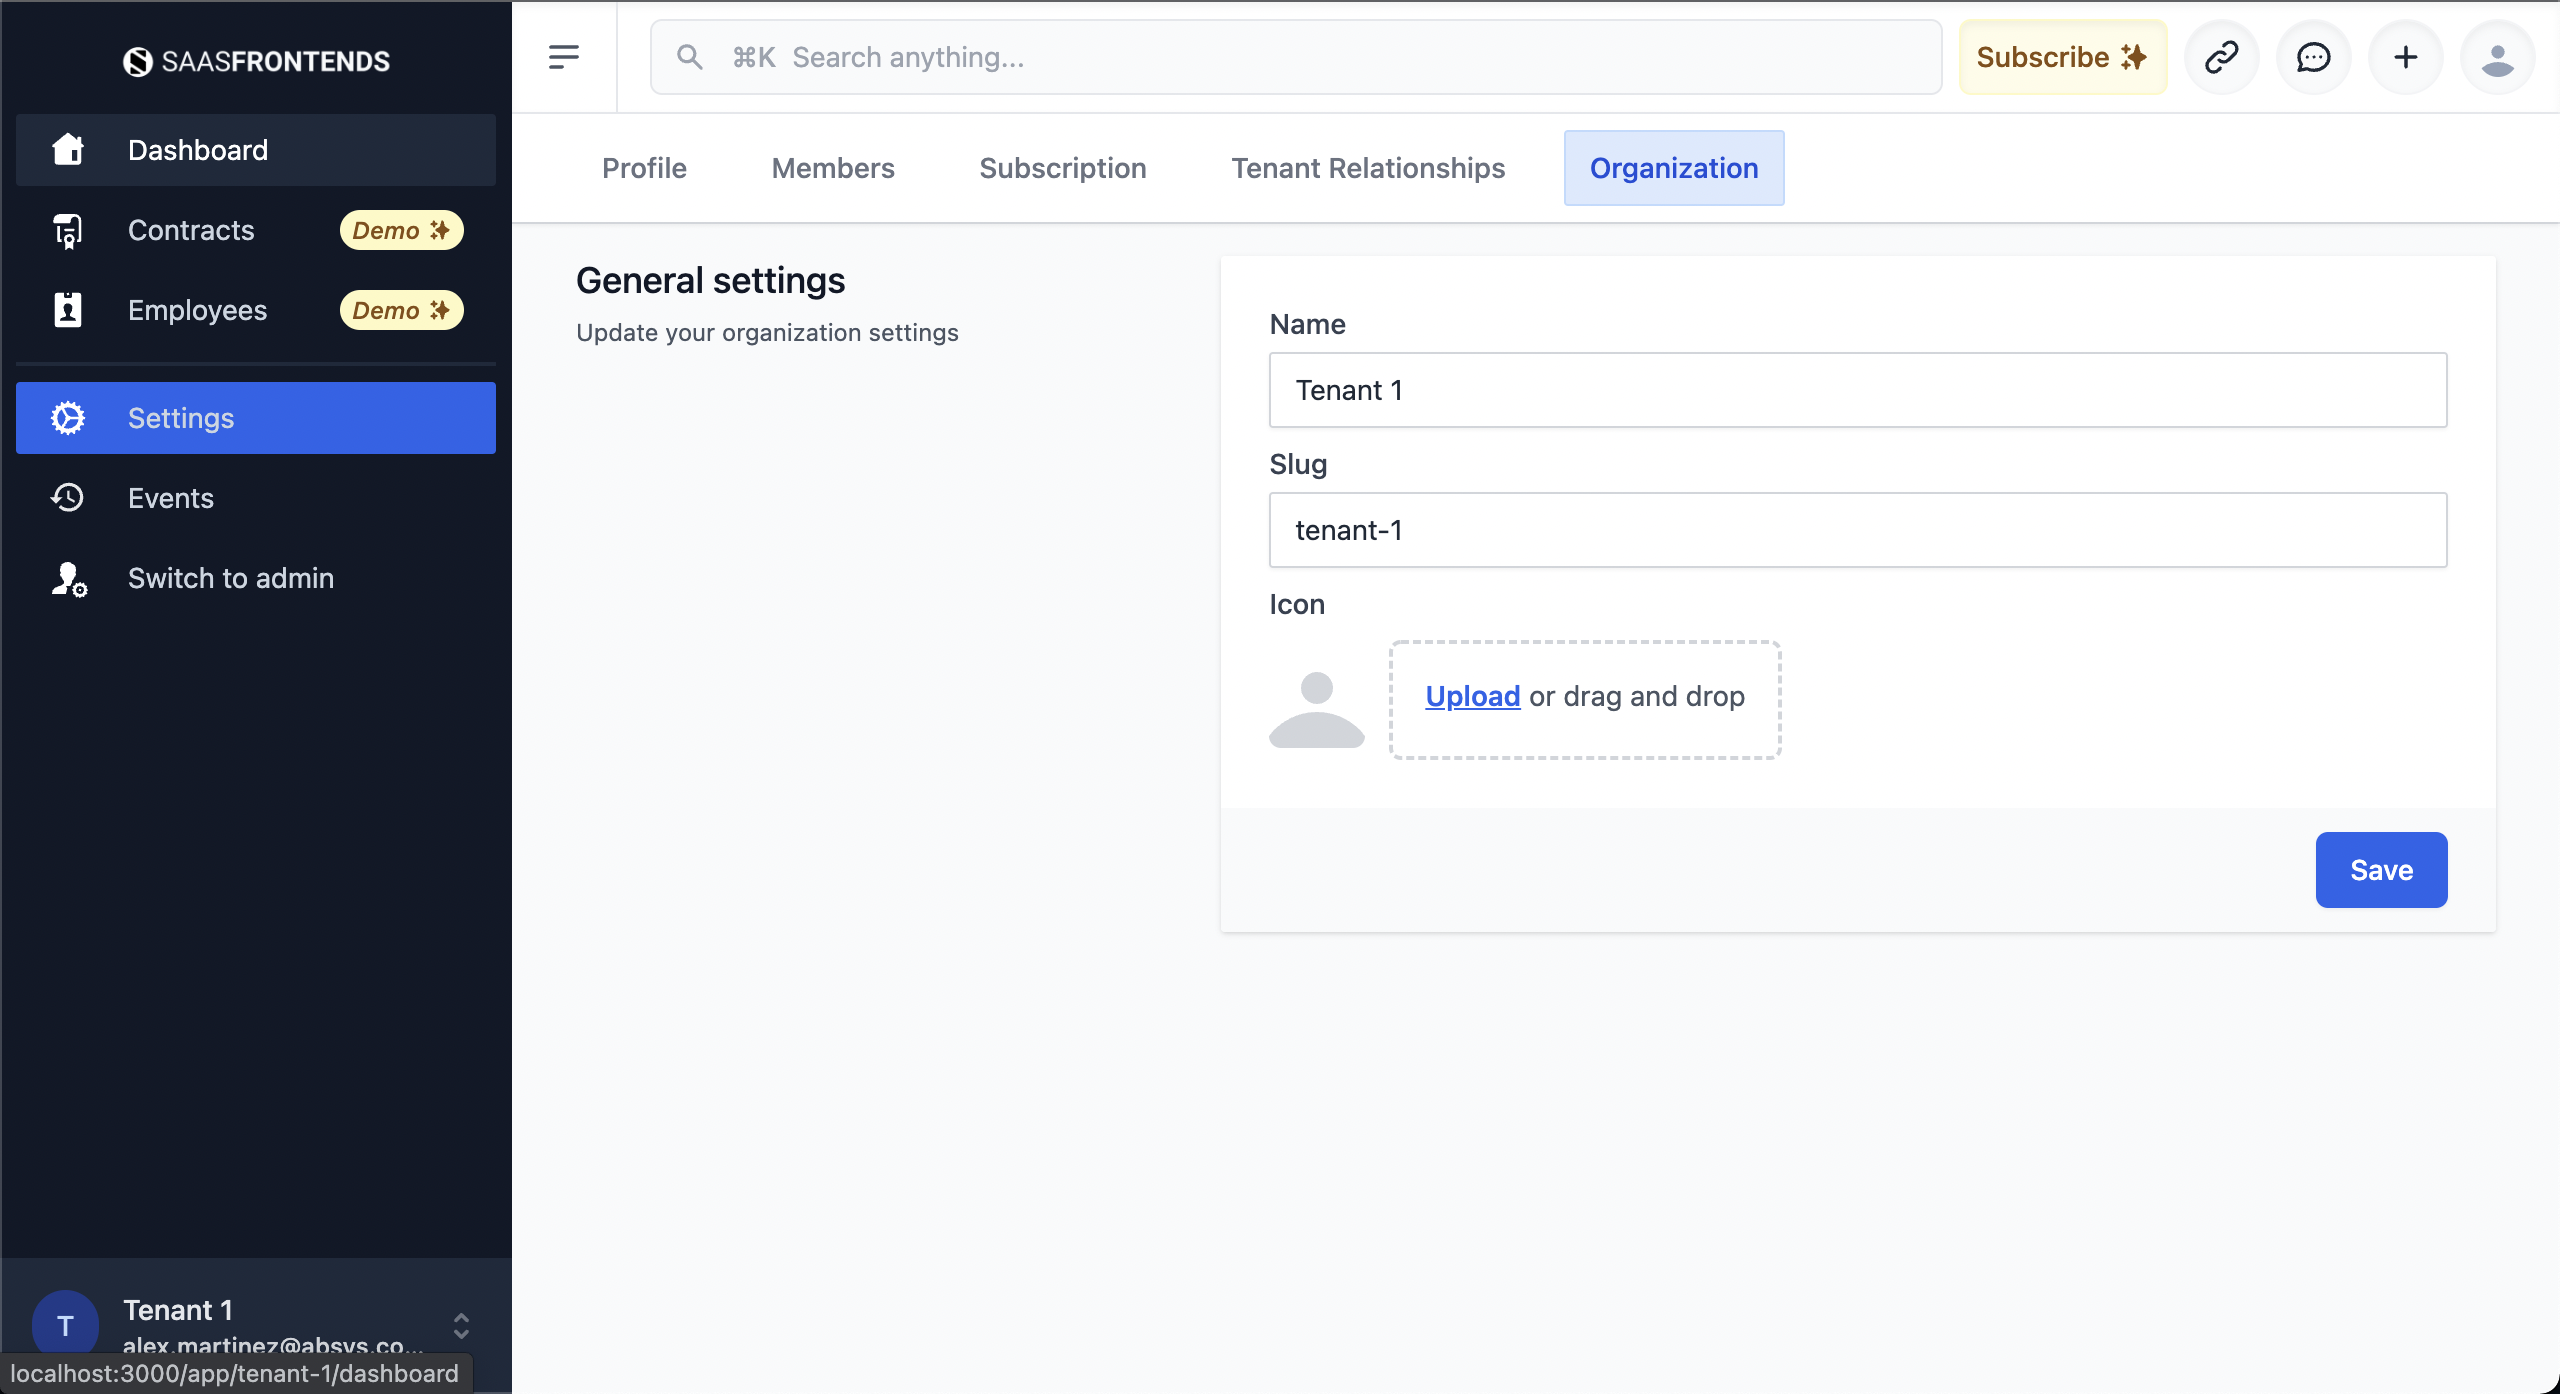 SAASFRONTENDS
Dashboard
Contracts
Demo
Employees
Demo
Settings
Events
Switch to admin
T
Tenant 1
alex.martinez@absys.co...
localhost:3000/app/tenant-1/dashboard
⌘K Search anything...
Subscribe
Profile
Members
Subscription
Tenant Relationships
Organization
General settings
Update your organization settings
Name
Tenant 1
Slug
tenant-1
Icon
Upload or drag and drop
Save